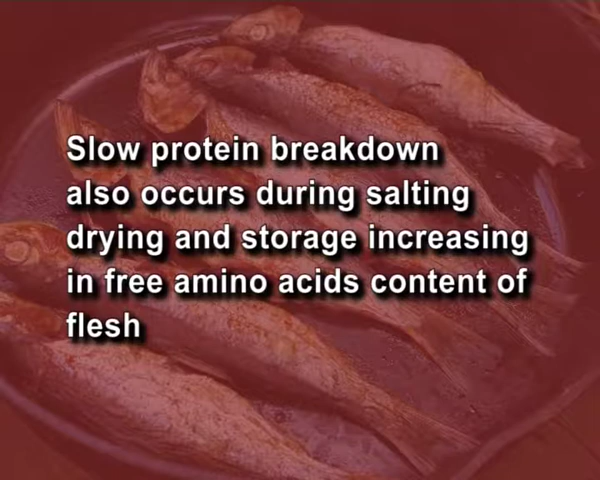 Slow protein breakdown
also occurs during salting
drying and storage increasing
in free amino acids content of
flesh